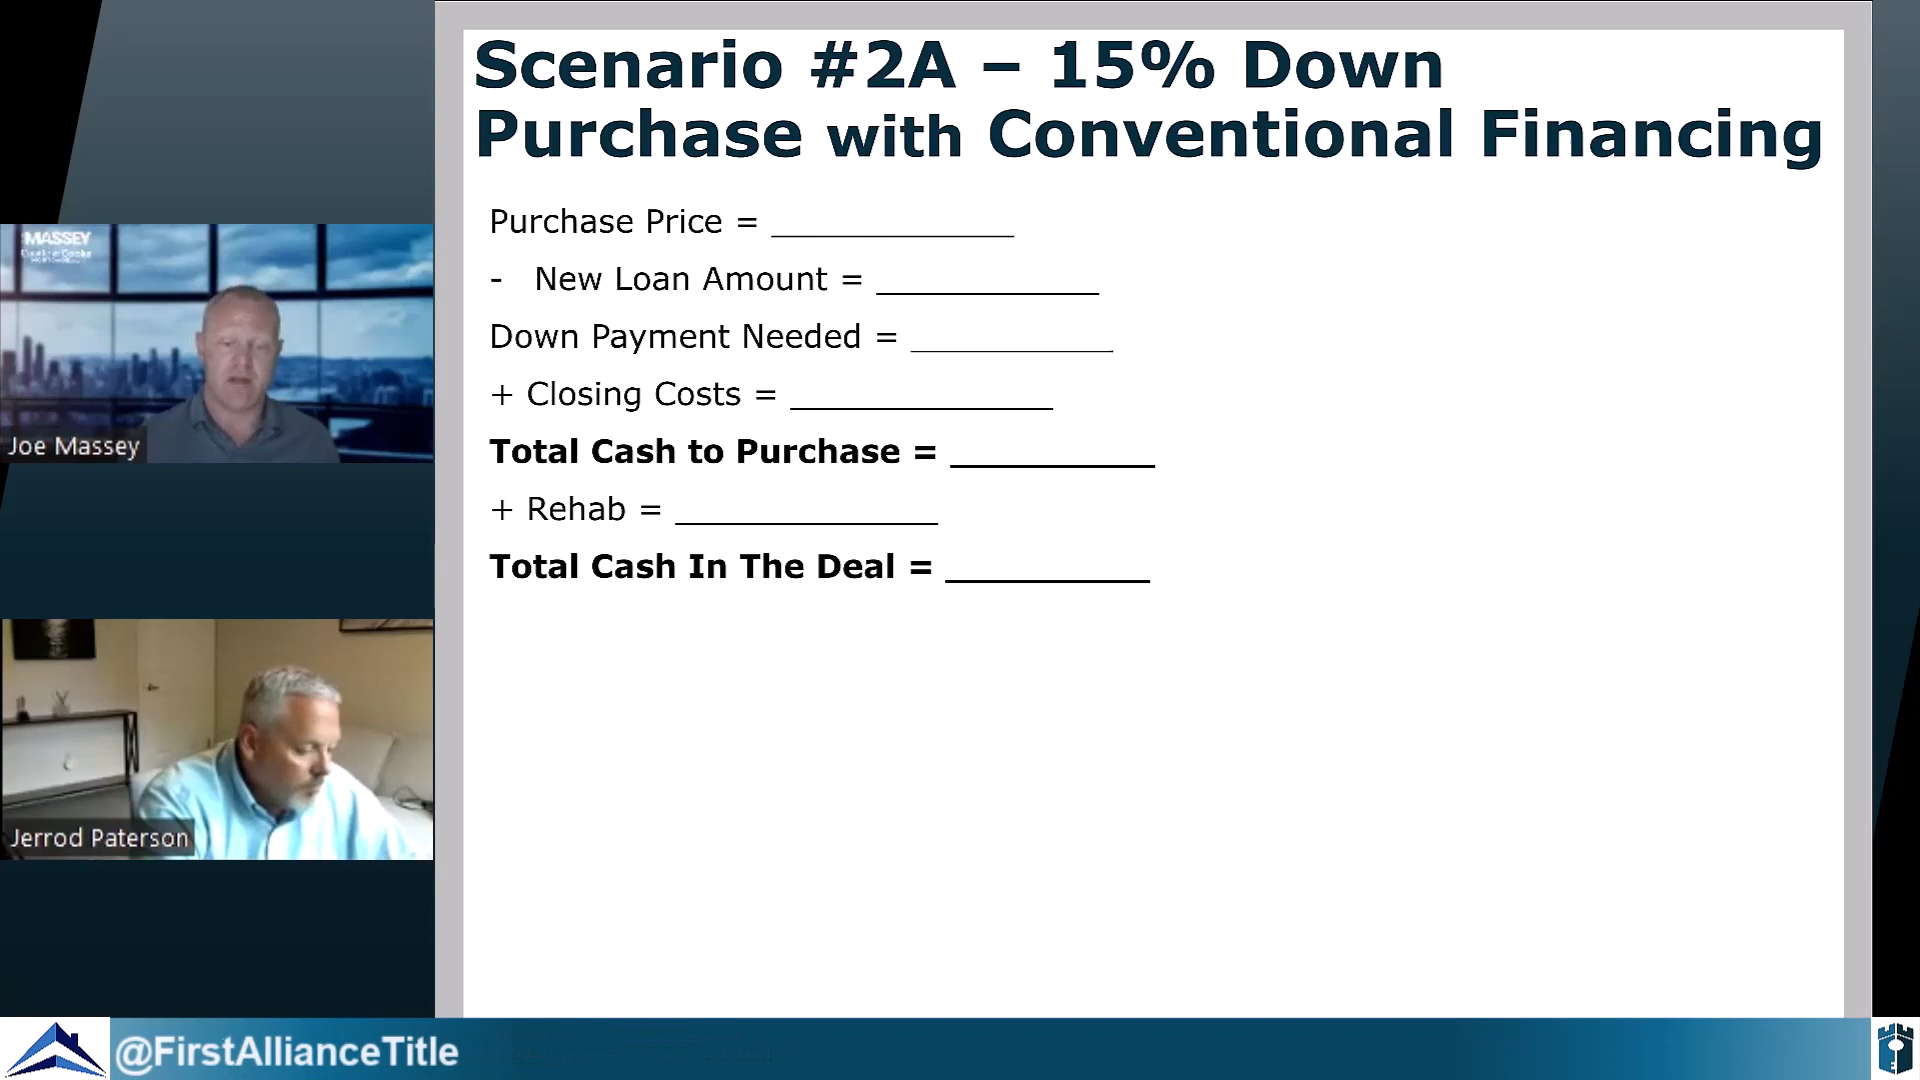 Scenario #2A – 15% Down
Purchase with Conventional Financing
Purchase Price = ____________
- New Loan Amount = ___________
Down Payment Needed = __________
+ Closing Costs = _____________
Total Cash to Purchase = __________
+ Rehab = _____________
Total Cash In The Deal = __________
MASSEY
Joe Massey
Jerrod Paterson
@FirstAllianceTitle